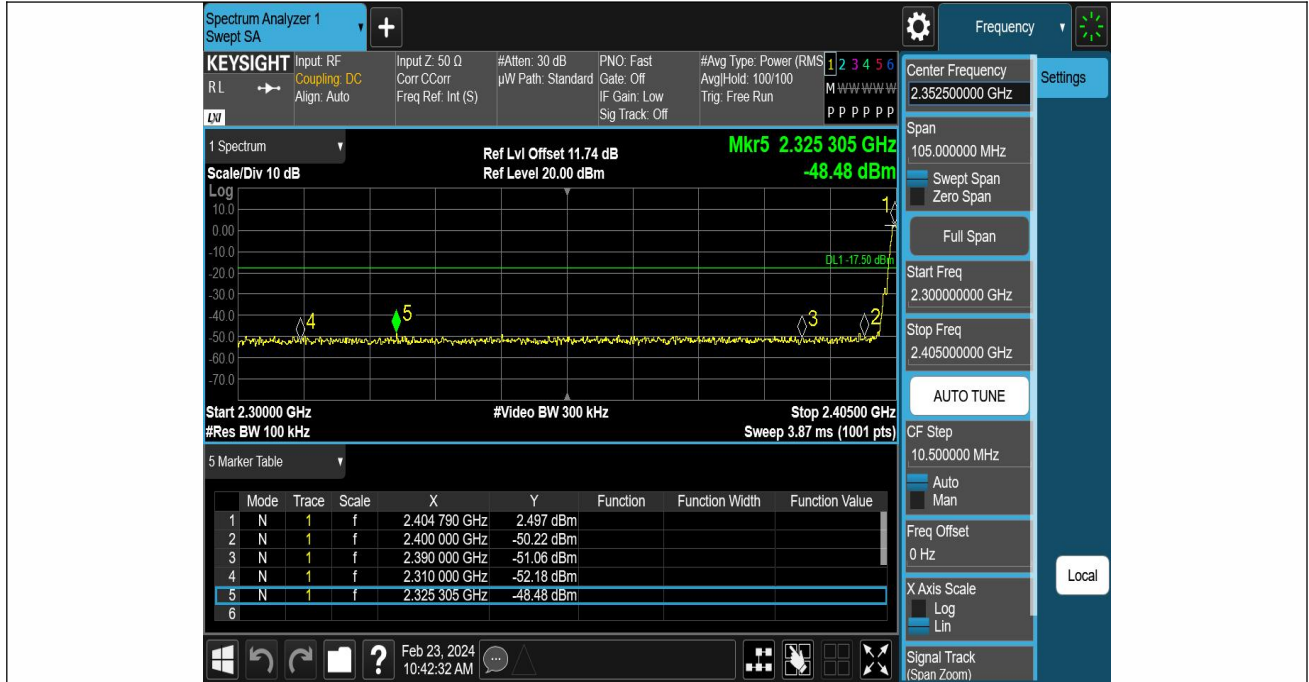 Spectrum Analyzer 1
Swept SA
+
Frequency
KEYSIGHT
RL
LXI
Input: RF
Coupling: DC
Align: Auto
Input Z: 50 Ω
Corr CCorr
Freq Ref: Int (S)
#Atten: 30 dB
µW Path: Standard
PNO: Fast
Gate: Off
IF Gain: Low
Sig Track: Off
#Avg Type: Power (RMS
Avg|Hold: 100/100
Trig: Free Run
1 2 3 4 5 6
M W W W W W
P P P P P P
1 Spectrum
Scale/Div 10 dB
Ref Lvl Offset 11.74 dB
Ref Level 20.00 dBm
Mkr5 2.325 305 GHz
-48.48 dBm
Log
10.0
0.00
-10.0
-20.0
-30.0
-40.0
-50.0
-60.0
-70.0
1
DL1 -17.50 dBm
4
5
3
2
Start 2.30000 GHz
#Video BW 300 kHz
Stop 2.40500 GHz
#Res BW 100 kHz
Sweep 3.87 ms (1001 pts)
5 Marker Table
Mode Trace Scale X Y Function Function Width Function Value
1 N 1 f 2.404 790 GHz 2.497 dBm
2 N 1 f 2.400 000 GHz -50.22 dBm
3 N 1 f 2.390 000 GHz -51.06 dBm
4 N 1 f 2.310 000 GHz -52.18 dBm
5 N 1 f 2.325 305 GHz -48.48 dBm
6
?
Feb 23, 2024
10:42:32 AM
Center Frequency
2.352500000 GHz
Span
105.000000 MHz
Swept Span
Zero Span
Full Span
Start Freq
2.300000000 GHz
Stop Freq
2.405000000 GHz
AUTO TUNE
CF Step
10.500000 MHz
Auto
Man
Freq Offset
0 Hz
X Axis Scale
Log
Lin
Signal Track
(Span Zoom)
Settings
Local